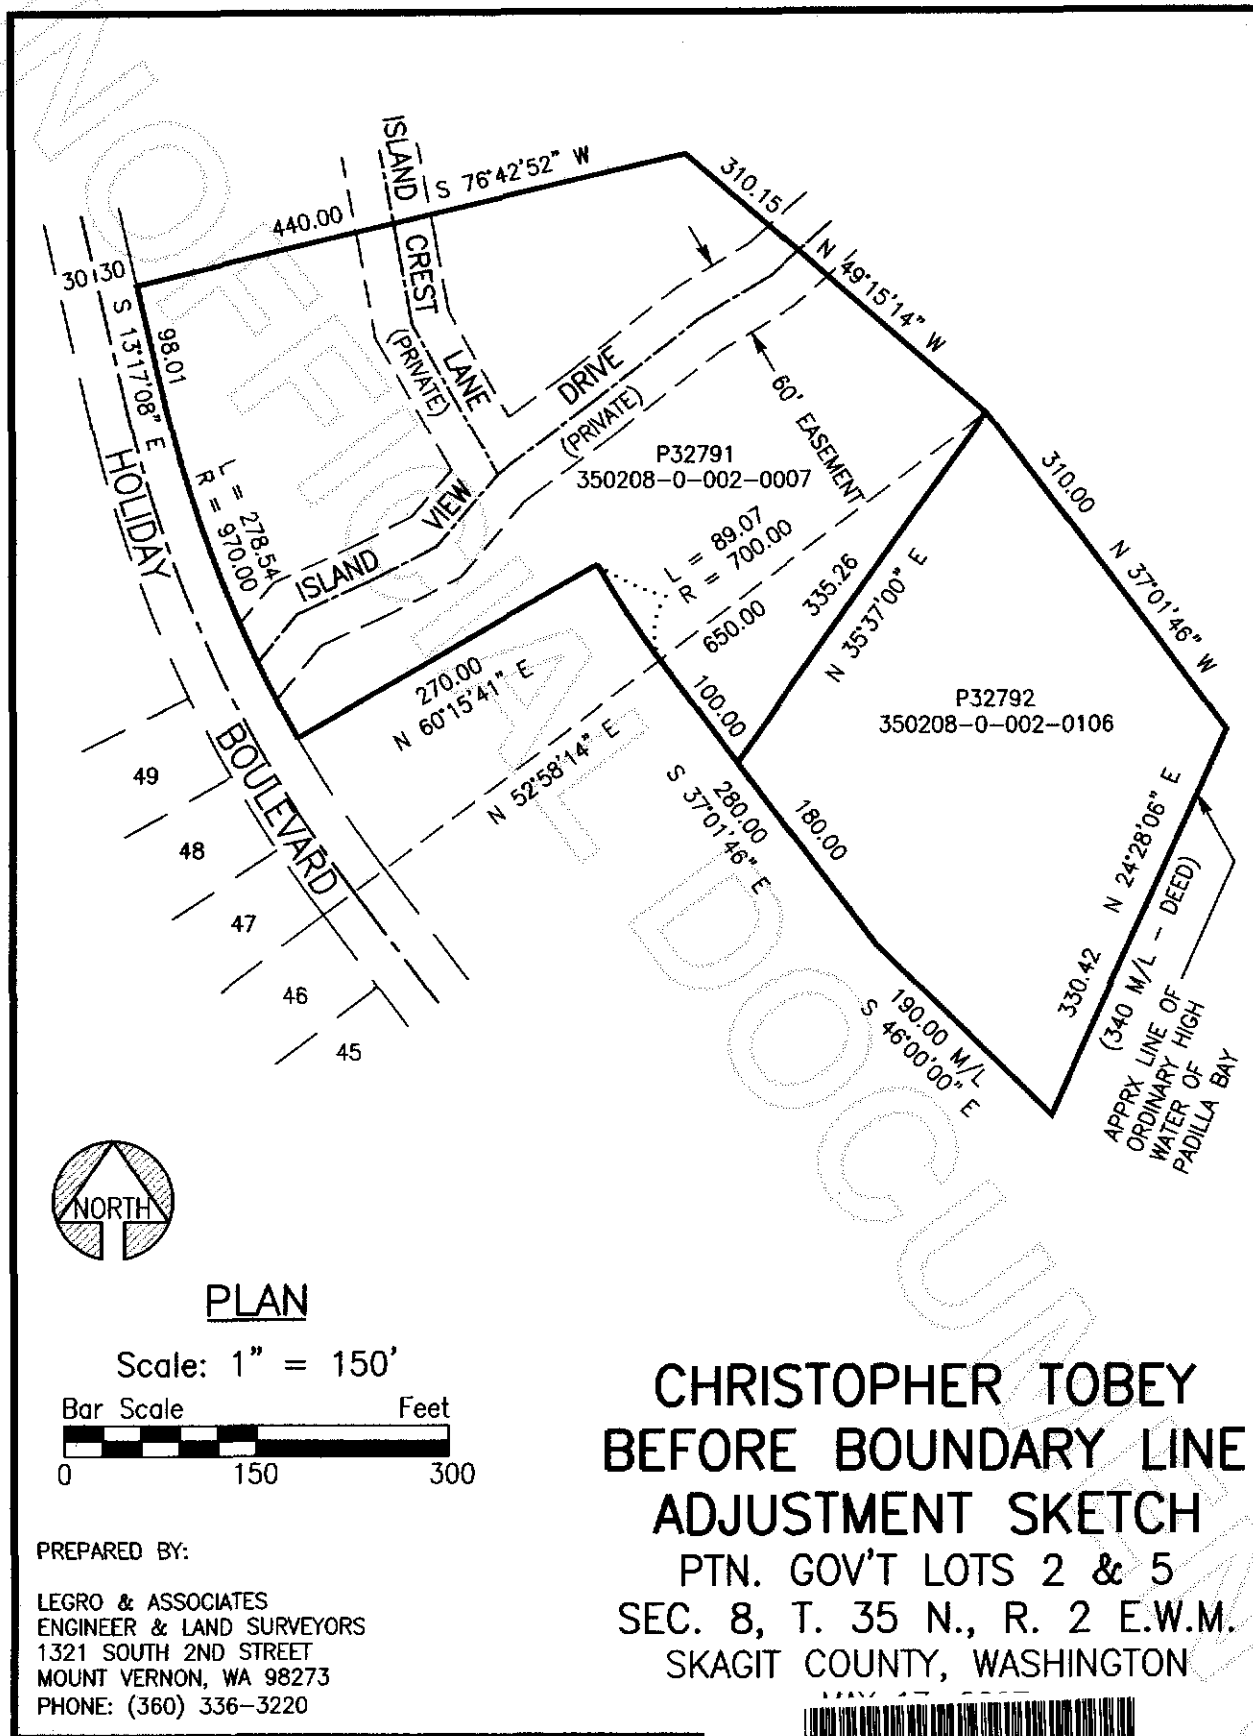 ISLAND CREST LANE
(PRIVATE)
S 76°42'52" W
440.00
310.15
N 49°15'14" W
30 30
S 13°17'08" E
98.01
HOLIDAY BOULEVARD
L = 278.54
R = 970.00
ISLAND VIEW DRIVE
(PRIVATE)
60' EASEMENT
P32791
350208-0-002-0007
310.00
N 37°01'46" W
L = 89.07
R = 700.00
650.00
335.26
N 35°37'00" E
270.00
N 60°15'41" E
N 52°58'14" E
100.00
280.00
S 37°01'46" E
180.00
P32792
350208-0-002-0106
N 24°28'06" E
330.42
(340 M/L - DEED)
190.00 M/L
S 46°00'00" E
APPRX LINE OF
ORDINARY HIGH
WATER OF
PADILLA BAY
49
48
47
46
45
NORTH
PLAN
Scale: 1" = 150'
Bar Scale Feet
0 150 300
CHRISTOPHER TOBEY
BEFORE BOUNDARY LINE
ADJUSTMENT SKETCH
PTN. GOV'T LOTS 2 & 5
SEC. 8, T. 35 N., R. 2 E.W.M.
SKAGIT COUNTY, WASHINGTON
PREPARED BY:
LEGRO & ASSOCIATES
ENGINEER & LAND SURVEYORS
1321 SOUTH 2ND STREET
MOUNT VERNON, WA 98273
PHONE: (360) 336-3220
UNOFFICIAL DOCUMENT